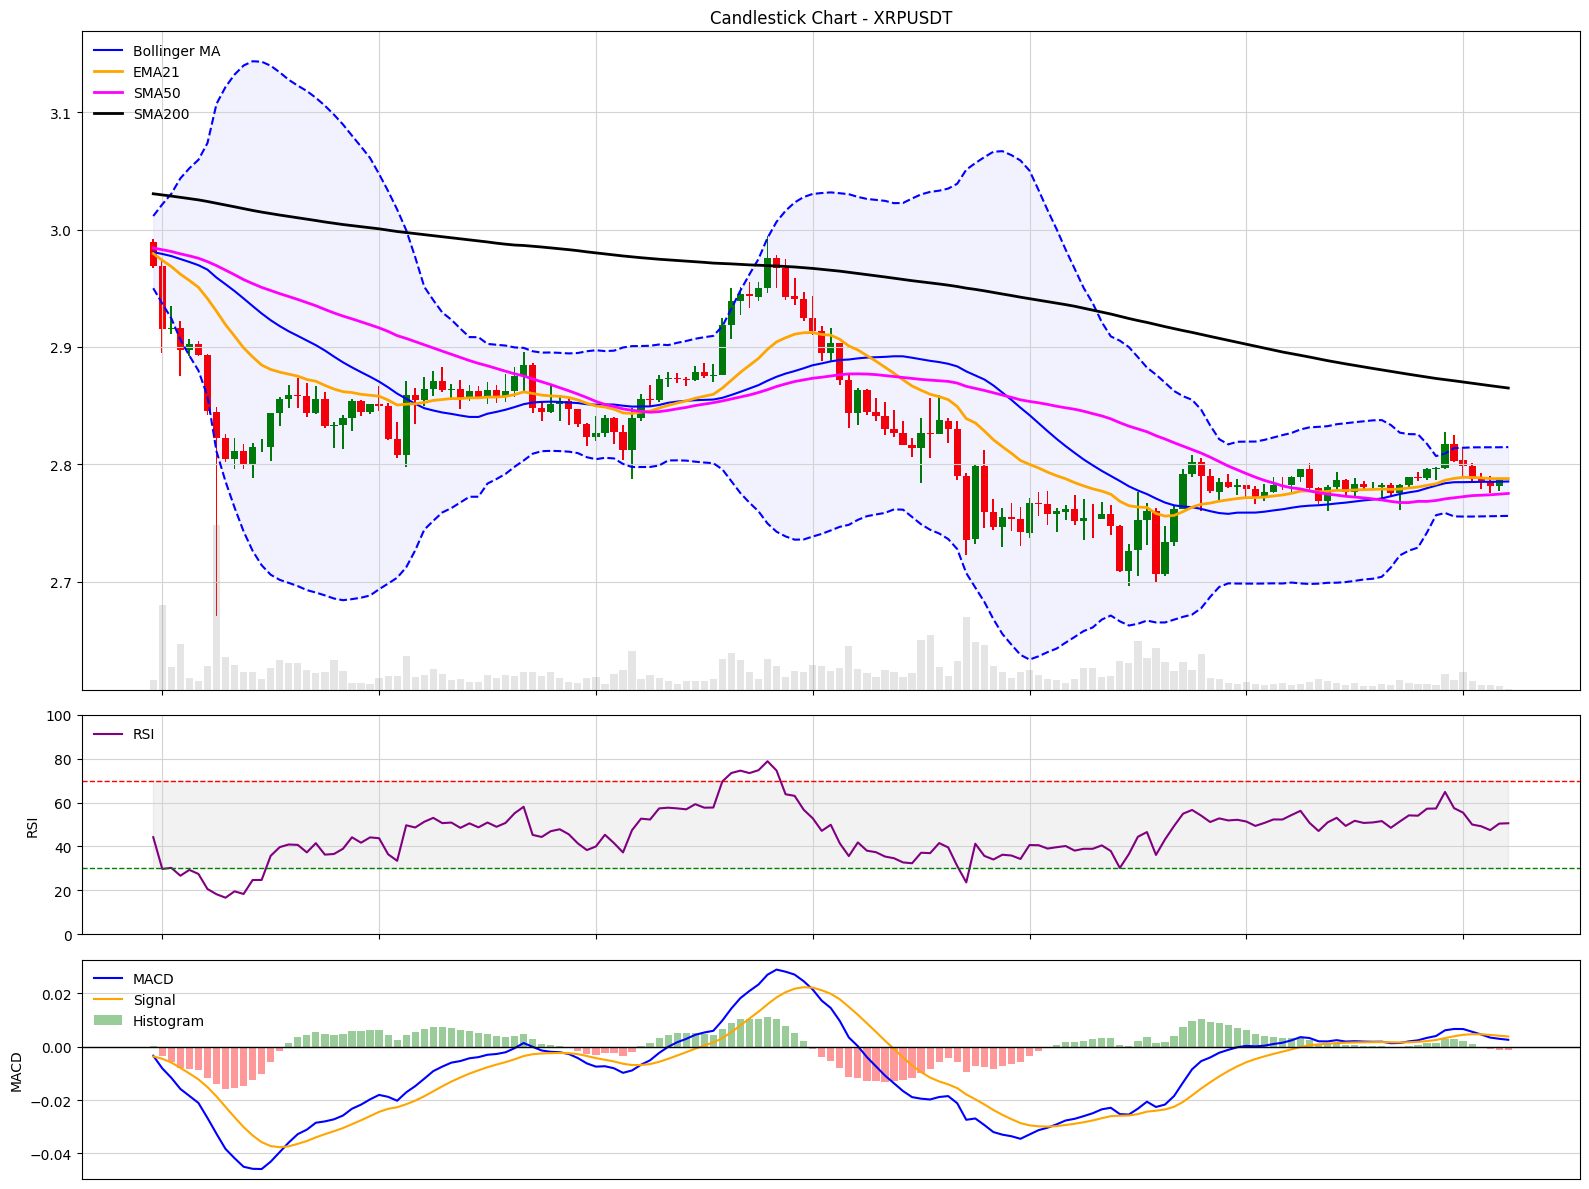 Candlestick Chart - XRPUSDT
Bollinger MA
EMA21
SMA50
SMA200
3.1
3.0
2.9
2.8
2.7
RSI
100
80
60
40
20
0
RSI
MACD
Signal
Histogram
0.02
0.00
−0.02
−0.04
MACD